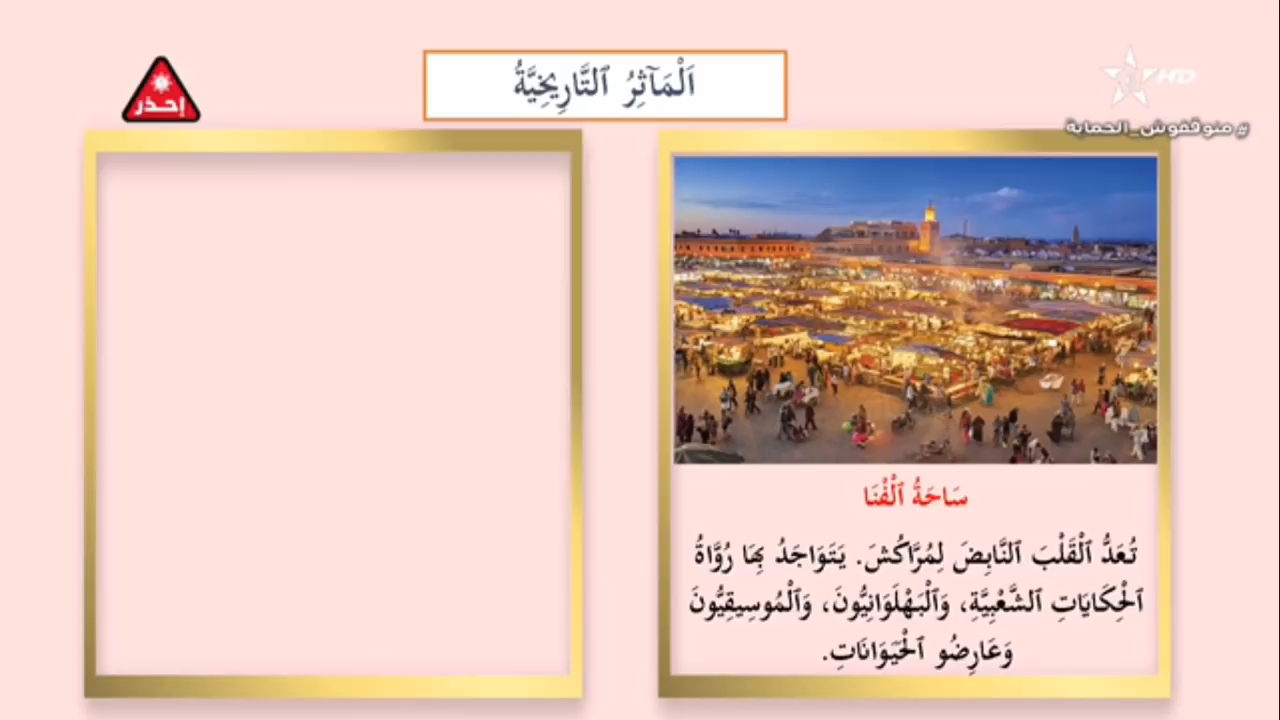 اَلْمَآثِرُ ٱلتَّارِيخِيَّةُ
إحذر
HD
#منوقفوش_الحماية
سَاحَةُ ٱلْفْنَا
تُعَدُّ ٱلْقَلْبَ ٱلنَّابِضَ لِمُرَّاكُشَ. يَتَوَاجَدُ بِهَا رُوَّاةُ
ٱلْحِكَايَاتِ ٱلشَّعْبِيَّةِ، وَٱلْبَهْلَوَانِيُّونَ، وَٱلْمُوسِيقِيُّونَ
وَعَارِضُو ٱلْحَيَوَانَاتِ.